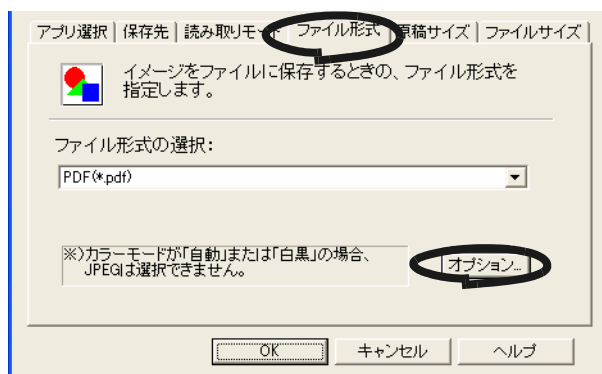 アプリ選択 保存先 読み取りモード ファイル形式 原稿サイズ ファイルサイズ
イメージをファイルに保存するときの、ファイル形式を
指定します。
ファイル形式の選択:
PDF(*.pdf)
※)カラーモードが「自動」または「白黒」の場合、
JPEGは選択できません。
オプション...
OK キャンセル ヘルプ